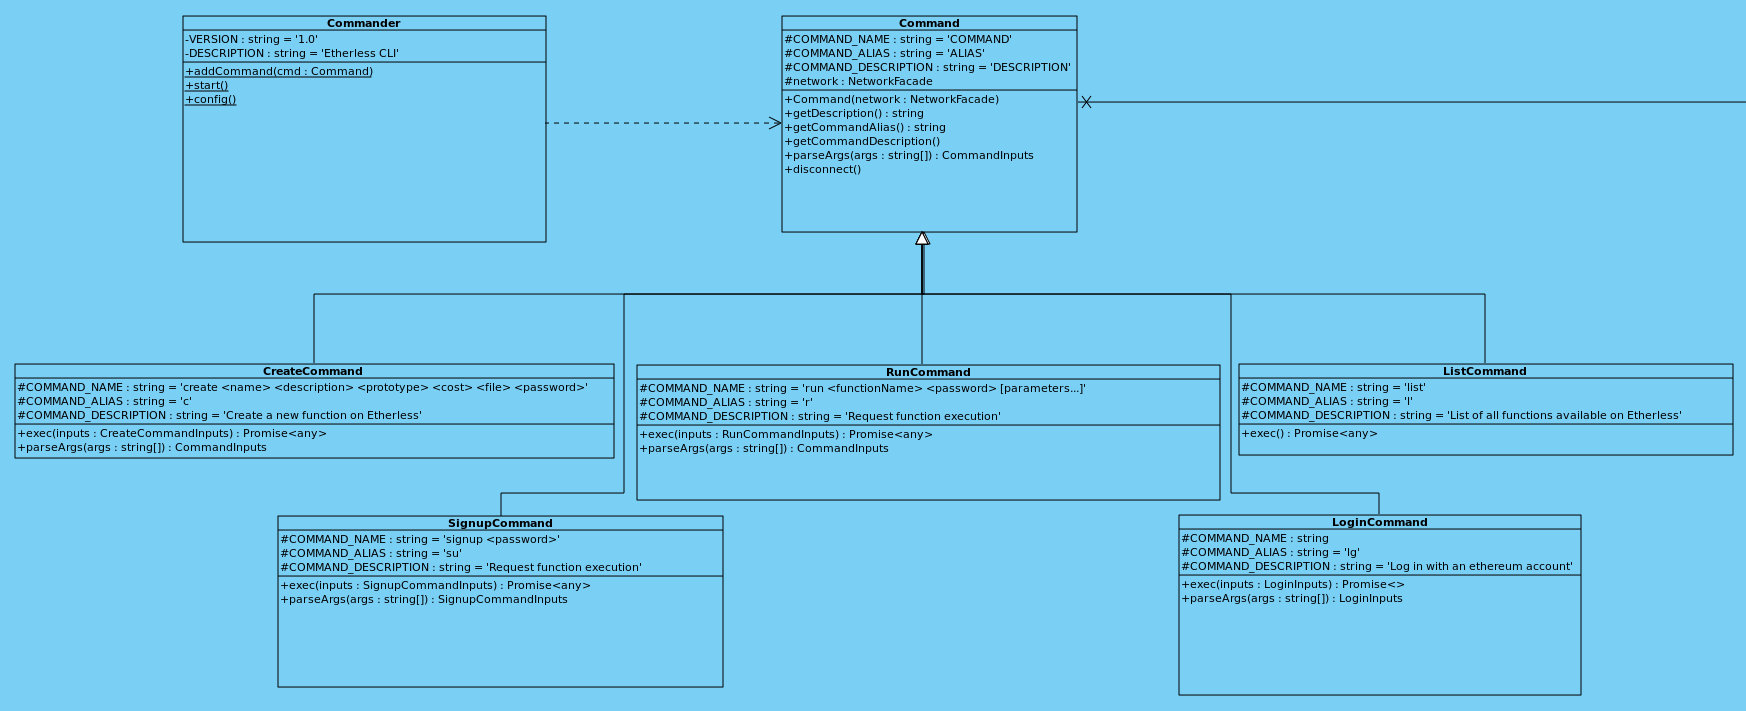 Commander
-VERSION : string = '1.0'
-DESCRIPTION : string = 'Etherless CLI'
+addCommand(cmd : Command)
+start()
+config()
Command
#COMMAND_NAME : string = 'COMMAND'
#COMMAND_ALIAS : string = 'ALIAS'
#COMMAND_DESCRIPTION : string = 'DESCRIPTION'
#network : NetworkFacade
+Command(network : NetworkFacade)
+getDescription() : string
+getCommandAlias() : string
+getCommandDescription()
+parseArgs(args : string[]) : CommandInputs
+disconnect()
CreateCommand
#COMMAND_NAME : string = 'create <name> <description> <prototype> <cost> <file> <password>'
#COMMAND_ALIAS : string = 'c'
#COMMAND_DESCRIPTION : string = 'Create a new function on Etherless'
+exec(inputs : CreateCommandInputs) : Promise<any>
+parseArgs(args : string[]) : CommandInputs
RunCommand
#COMMAND_NAME : string = 'run <functionName> <password> [parameters...]'
#COMMAND_ALIAS : string = 'r'
#COMMAND_DESCRIPTION : string = 'Request function execution'
+exec(inputs : RunCommandInputs) : Promise<any>
+parseArgs(args : string[]) : CommandInputs
ListCommand
#COMMAND_NAME : string = 'list'
#COMMAND_ALIAS : string = 'l'
#COMMAND_DESCRIPTION : string = 'List of all functions available on Etherless'
+exec() : Promise<any>
SignupCommand
#COMMAND_NAME : string = 'signup <password>'
#COMMAND_ALIAS : string = 'su'
#COMMAND_DESCRIPTION : string = 'Request function execution'
+exec(inputs : SignupCommandInputs) : Promise<any>
+parseArgs(args : string[]) : SignupCommandInputs
LoginCommand
#COMMAND_NAME : string
#COMMAND_ALIAS : string = 'lg'
#COMMAND_DESCRIPTION : string = 'Log in with an ethereum account'
+exec(inputs : LoginInputs) : Promise<>
+parseArgs(args : string[]) : LoginInputs